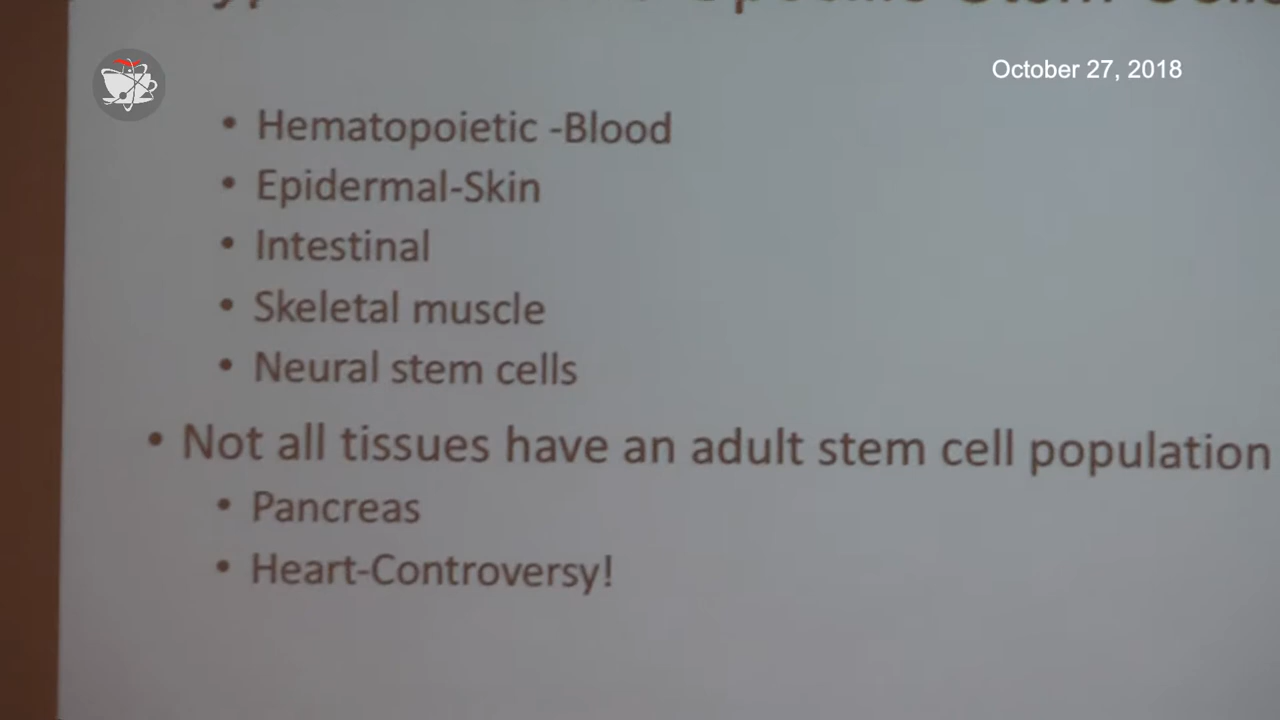 October 27, 2018
• Hematopoietic -Blood
• Epidermal-Skin
• Intestinal
• Skeletal muscle
• Neural stem cells
• Not all tissues have an adult stem cell population
• Pancreas
• Heart-Controversy!